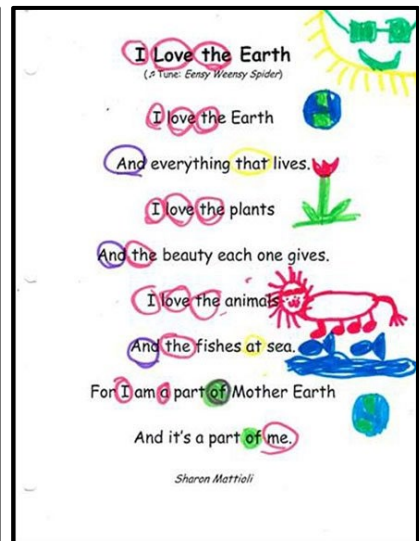 I Love the Earth
(♫ Tune: Eensy Weensy Spider)
I love the Earth
And everything that lives.
I love the plants
And the beauty each one gives.
I love the animals
And the fishes at sea.
For I am a part of Mother Earth
And it's a part of me.
Sharon Mattioli